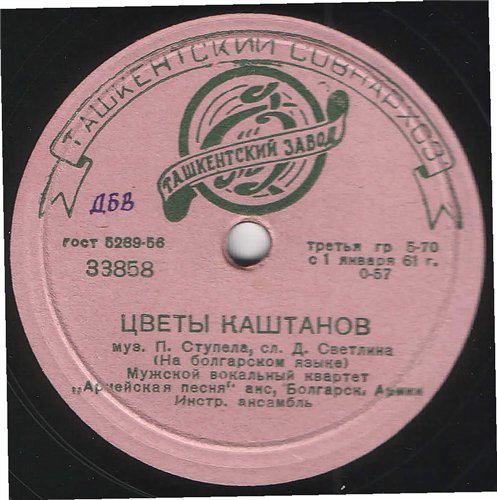 ТАШКЕНТСКИЙ СОВНАРХОЗ
ТАШКЕНТСКИЙ ЗАВОД
ДБВ
гост 5289-56
33858
третья гр 5-70
с 1 января 61 г.
0-57
ЦВЕТЫ КАШТАНОВ
муз. П. Ступела, сл. Д. Светлина
(На болгарском языке)
Мужской вокальный квартет
„Армейская песня" анс, Болгарск. Армии
Инстр. ансамбль